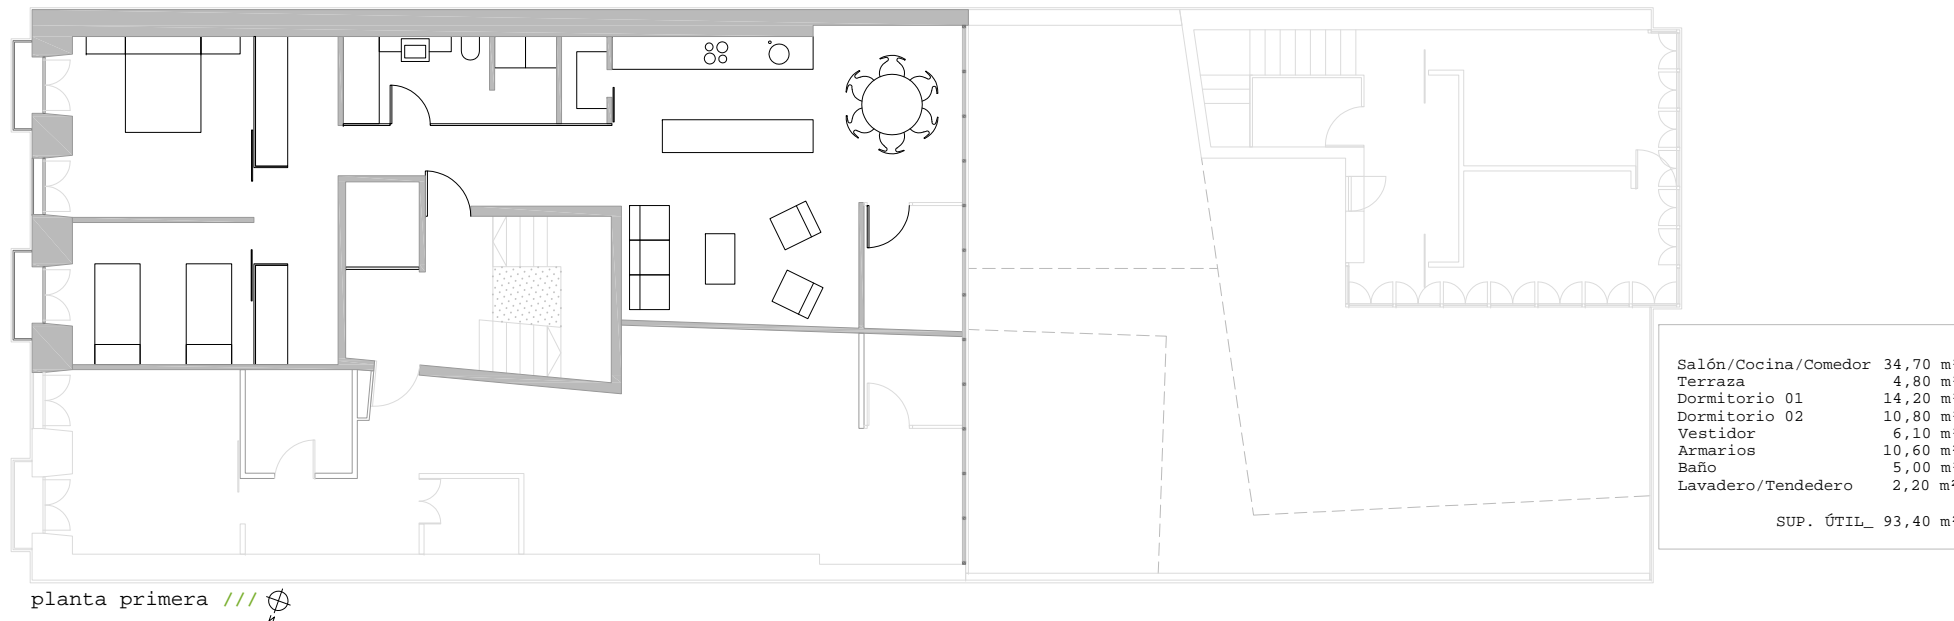 Salón/Cocina/Comedor 34,70 m²
Terraza 4,80 m²
Dormitorio 01 14,20 m²
Dormitorio 02 10,80 m²
Vestidor 6,10 m²
Armarios 10,60 m²
Baño 5,00 m²
Lavadero/Tendedero 2,20 m²
SUP. ÚTIL_ 93,40 m²
planta primera ///
N